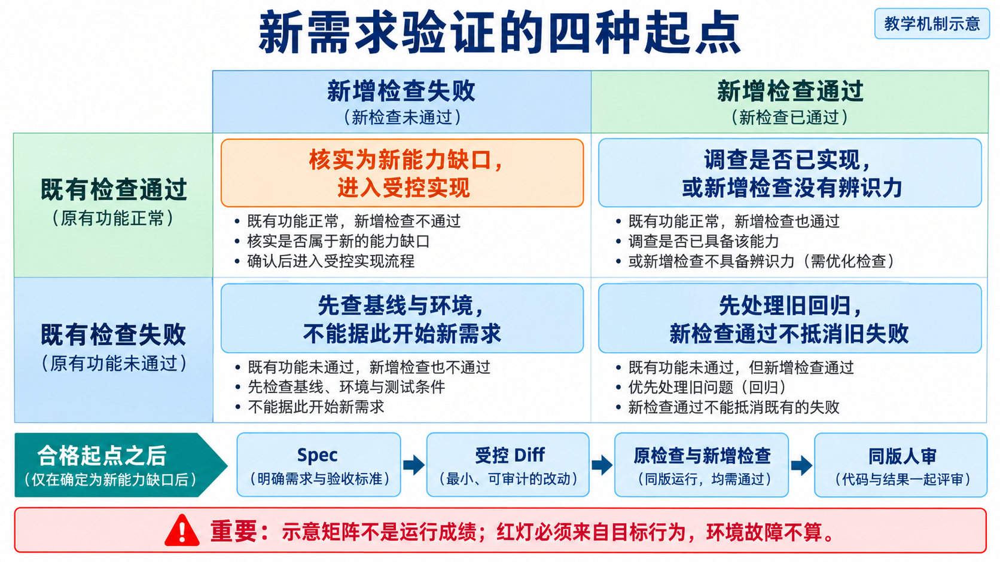 新需求验证的四种起点
教学机制示意
新增检查失败
（新检查未通过）
新增检查通过
（新检查已通过）
既有检查通过
（原有功能正常）
核实为新能力缺口，
进入受控实现
• 既有功能正常，新增检查不通过
• 核实是否属于新的能力缺口
• 确认后进入受控实现流程
调查是否已实现，
或新增检查没有辨识力
• 既有功能正常，新增检查也通过
• 调查是否已具备该能力
• 或新增检查不具备辨识力（需优化检查）
既有检查失败
（原有功能未通过）
先查基线与环境，
不能据此开始新需求
• 既有功能未通过，新增检查也不通过
• 先检查基线、环境与测试条件
• 不能据此开始新需求
先处理旧回归，
新检查通过不抵消旧失败
• 既有功能未通过，但新增检查通过
• 优先处理旧问题（回归）
• 新检查通过不能抵消既有的失败
合格起点之后
（仅在确定为新能力缺口后）
Spec
（明确需求与验收标准）
受控 Diff
（最小、可审计的改动）
原检查与新增检查
（同版运行，均需通过）
同版人审
（代码与结果一起评审）
重要：示意矩阵不是运行成绩；红灯必须来自目标行为，环境故障不算。